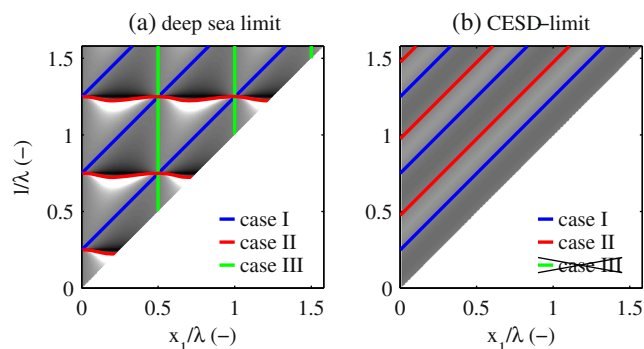 (a) deep sea limit
(b) CESD–limit
1.5
1
0.5
0
l/λ (–)
case I
case II
case III
0 0.5 1 1.5
x₁/λ (–)
1.5
1
0.5
0
case I
case II
case III
0 0.5 1 1.5
x₁/λ (–)